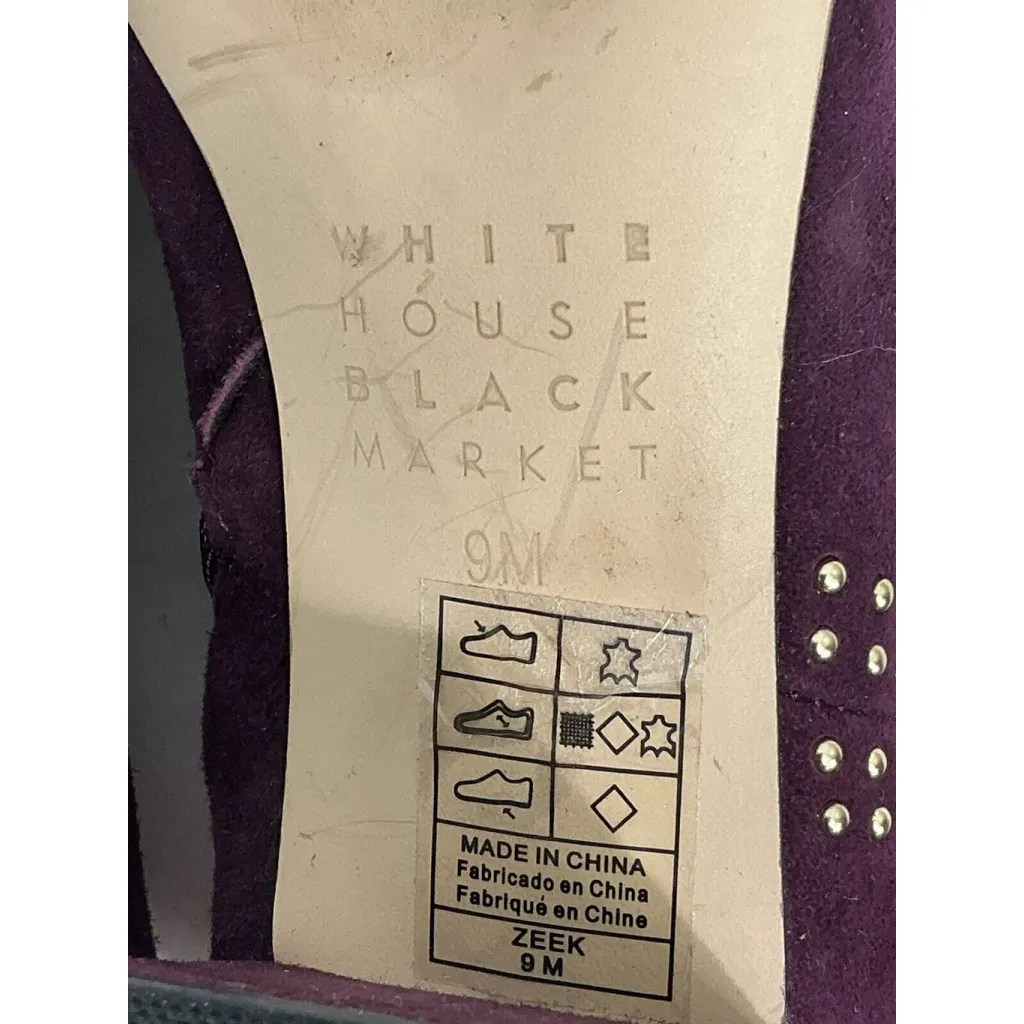 WHITE
HOUSE
BLACK
MARKET
9M
MADE IN CHINA
Fabricado en China
Fabriqué en Chine
ZEEK
9 M